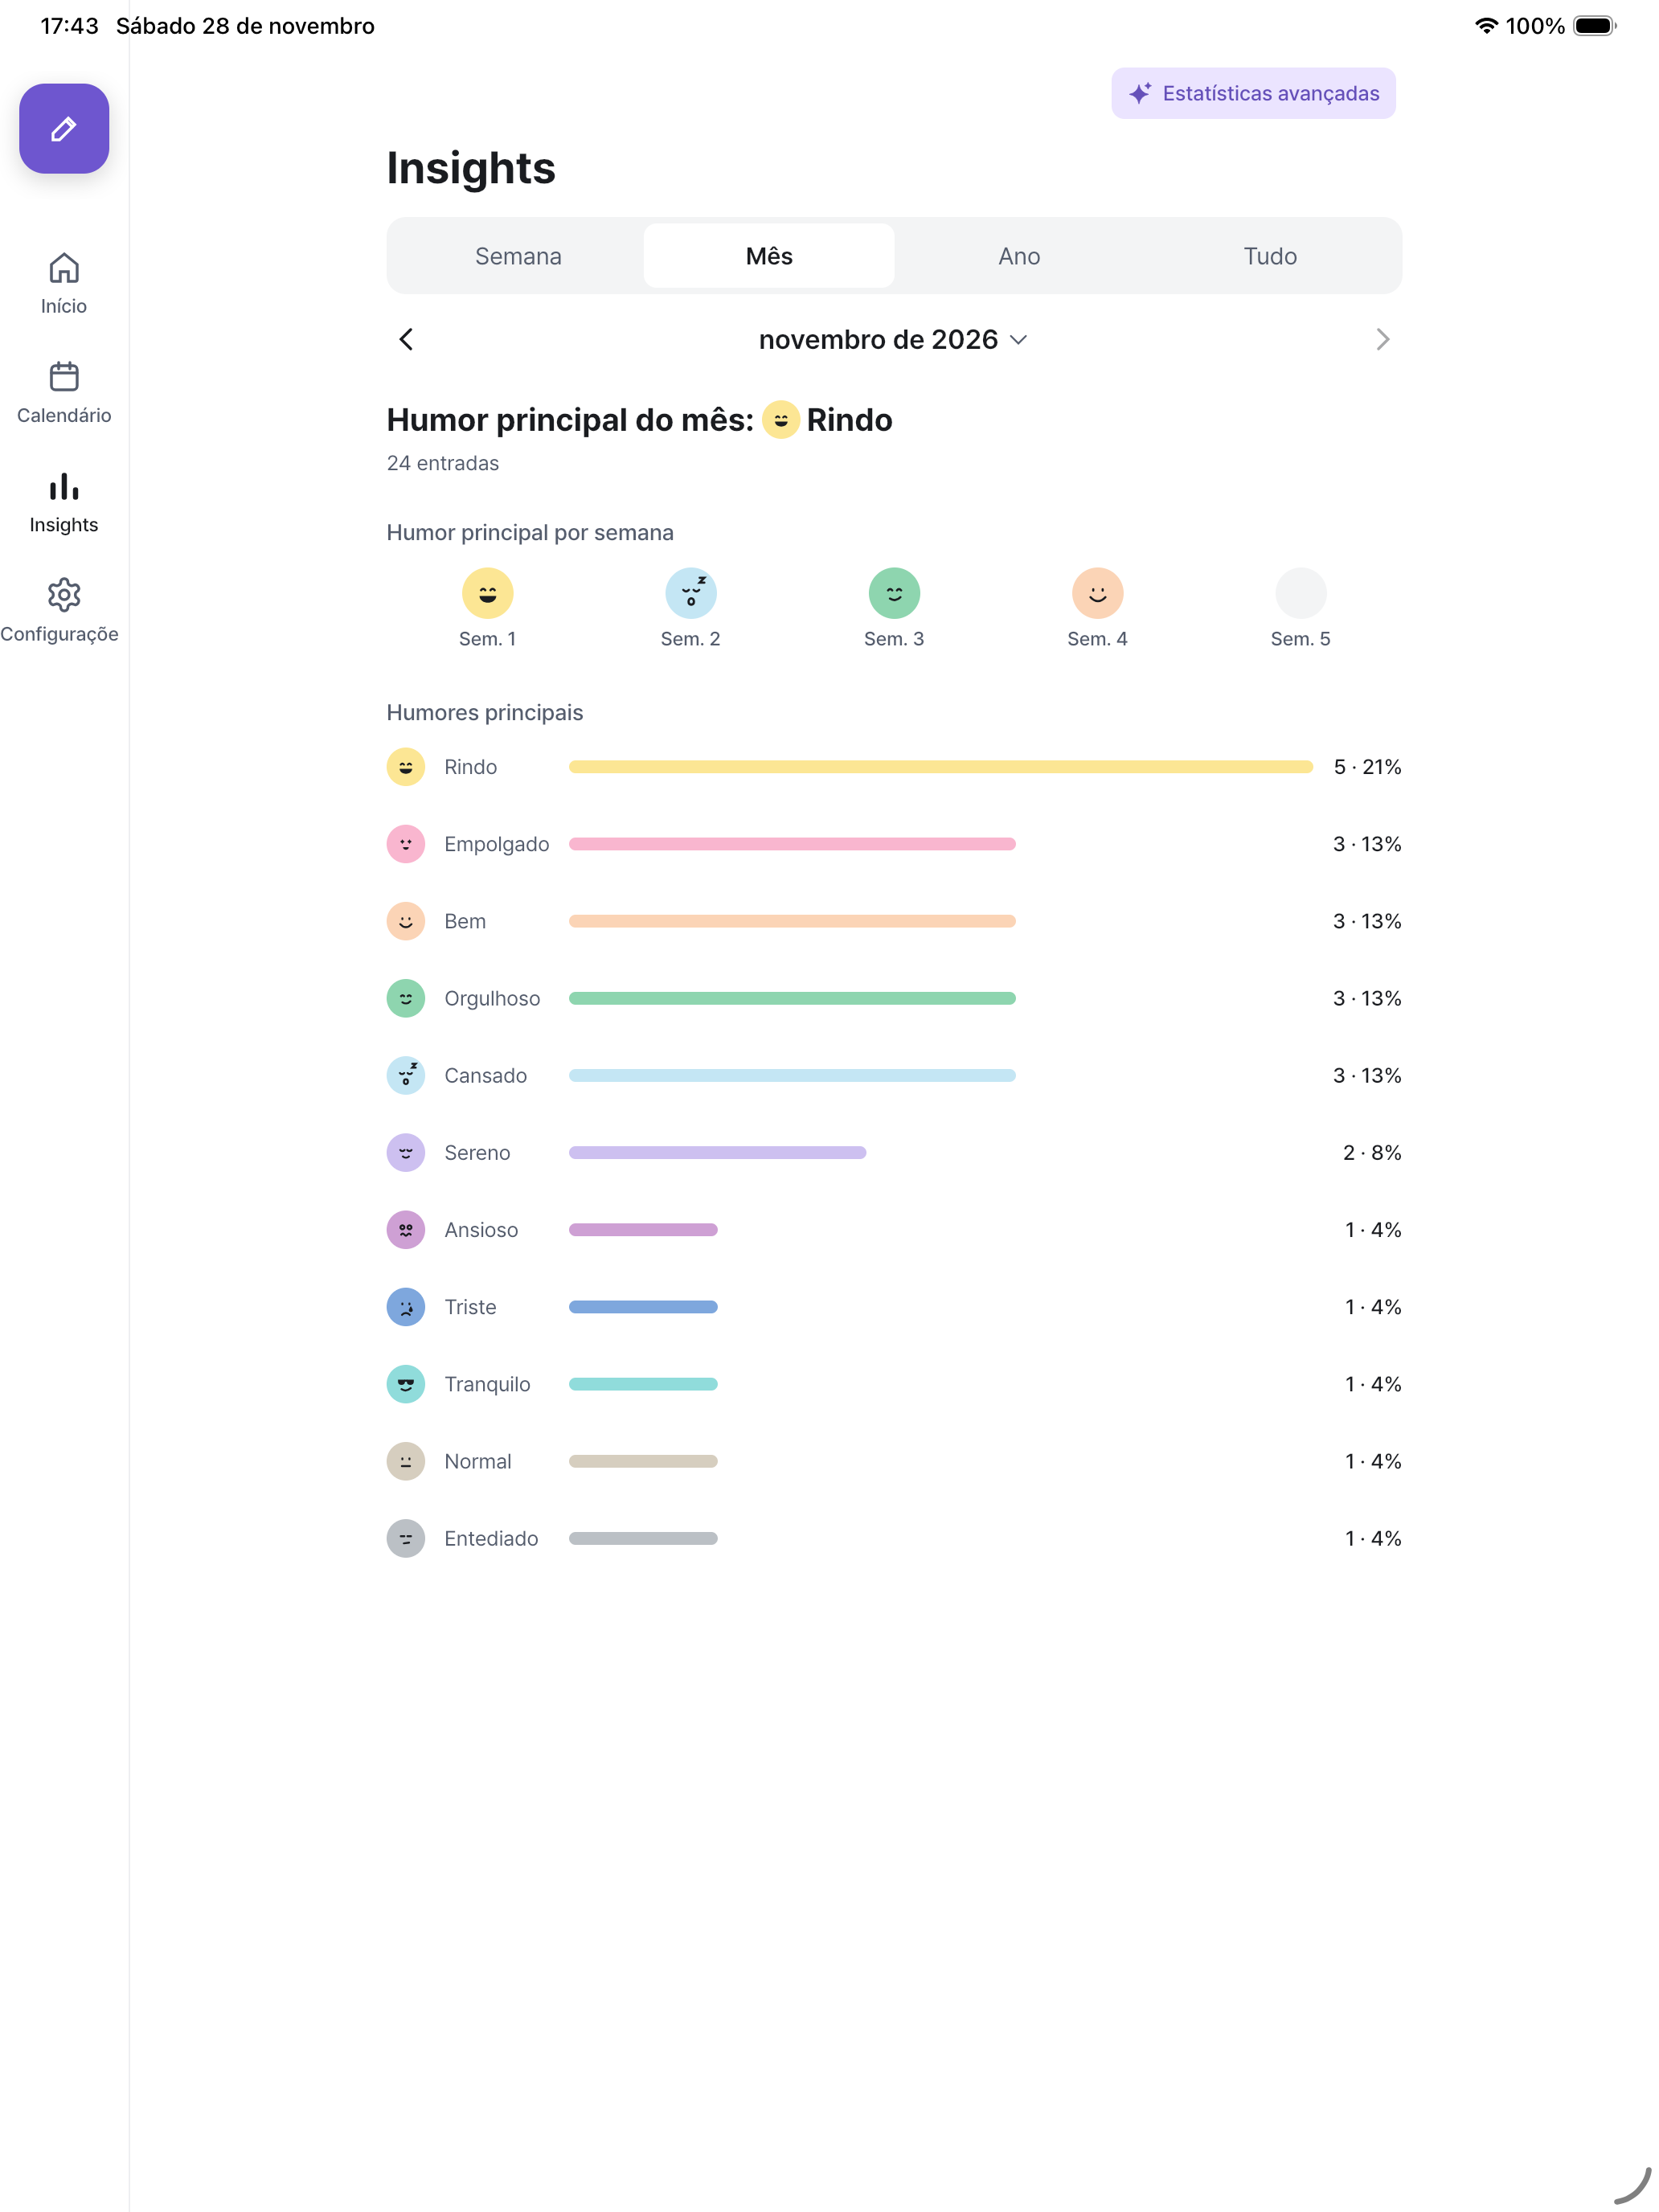 17:43 Sábado 28 de novembro
100%
Estatísticas avançadas
Início
Calendário
Insights
Configuraçõe
Insights
Semana Mês Ano Tudo
novembro de 2026
Humor principal do mês: Rindo
24 entradas
Humor principal por semana
Sem. 1 Sem. 2 Sem. 3 Sem. 4 Sem. 5
Humores principais
Rindo 5 · 21%
Empolgado 3 · 13%
Bem 3 · 13%
Orgulhoso 3 · 13%
Cansado 3 · 13%
Sereno 2 · 8%
Ansioso 1 · 4%
Triste 1 · 4%
Tranquilo 1 · 4%
Normal 1 · 4%
Entediado 1 · 4%